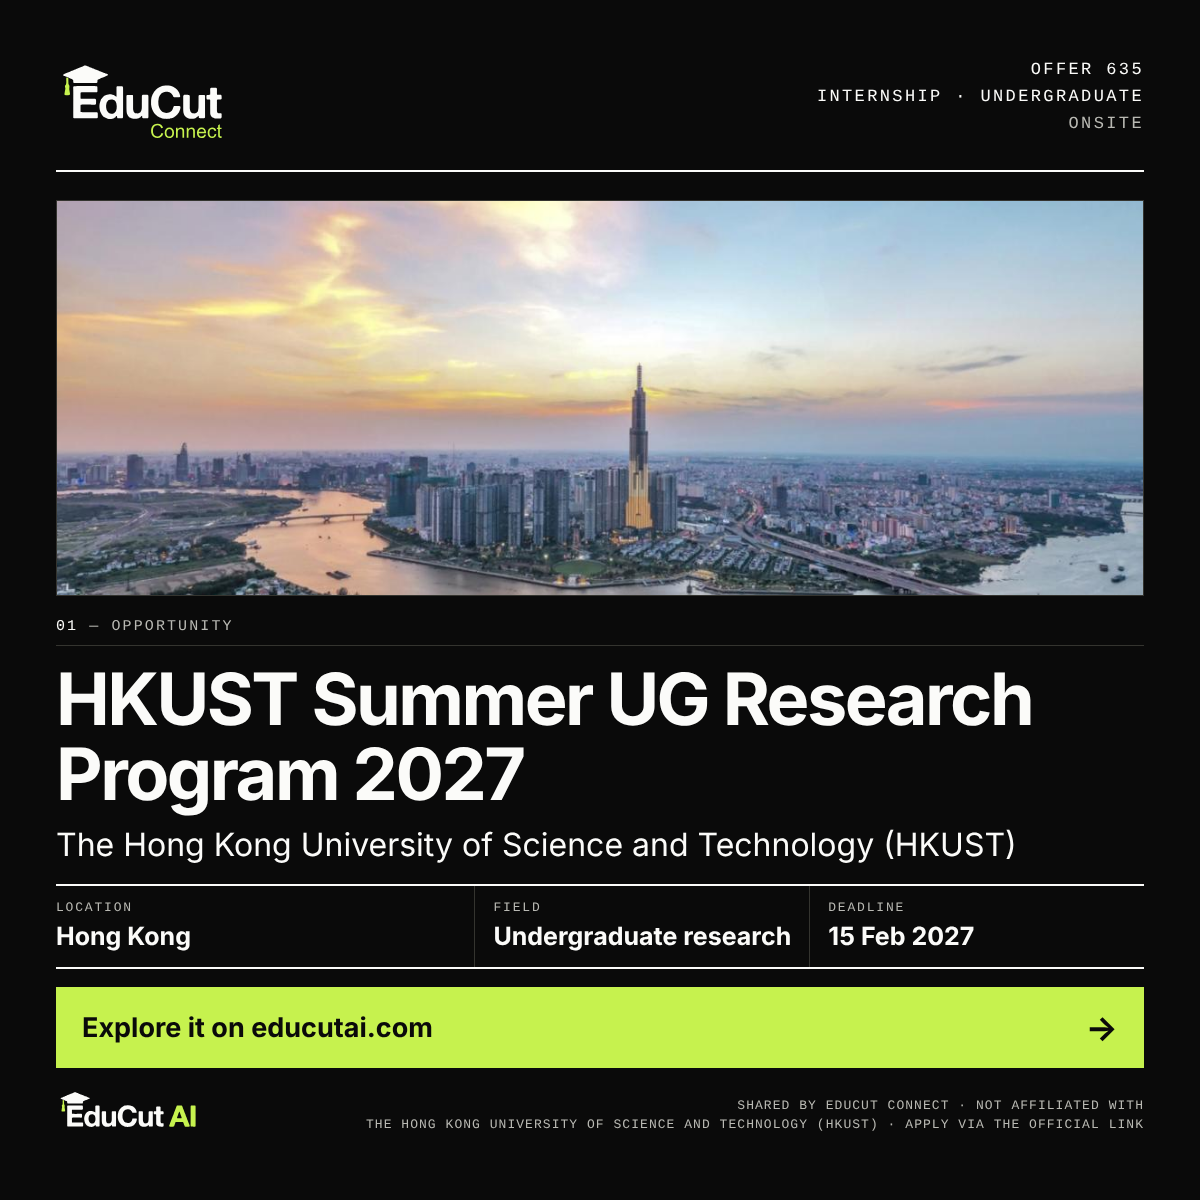 EduCut
Connect
OFFER 635
INTERNSHIP · UNDERGRADUATE
ONSITE
01 — OPPORTUNITY
HKUST Summer UG Research
Program 2027
The Hong Kong University of Science and Technology (HKUST)
LOCATION
Hong Kong
FIELD
Undergraduate research
DEADLINE
15 Feb 2027
Explore it on educutai.com →
EduCut AI
SHARED BY EDUCUT CONNECT · NOT AFFILIATED WITH
THE HONG KONG UNIVERSITY OF SCIENCE AND TECHNOLOGY (HKUST) · APPLY VIA THE OFFICIAL LINK